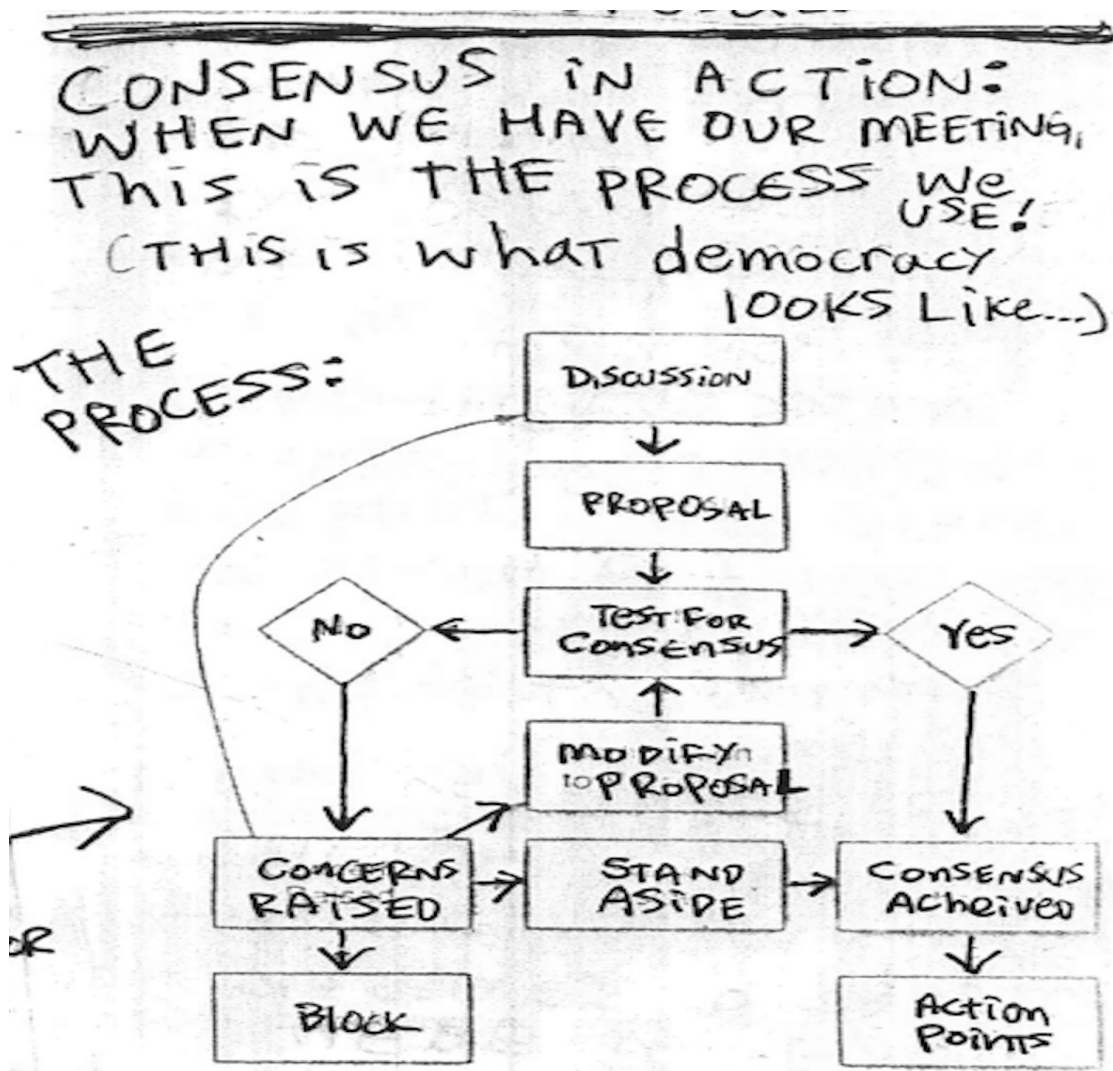 CONSENSUS iN ACTiON:
WHEN WE HAVE OUR MEETiNG,
THiS iS THE PROCESS We
USE!
(THiS iS what democracy
looks Like...)
THE
PROCESS:
DiSCUSSiON
PROPOSAL
TEST FOR
CONSENSUS
No
Yes
MODiFY
PROPOSAL
CONCERNS
RAiSED
STAND
ASiDE
CONSENSUS
Acheived
OR
BLOCK
ACTiON
PoiNTS